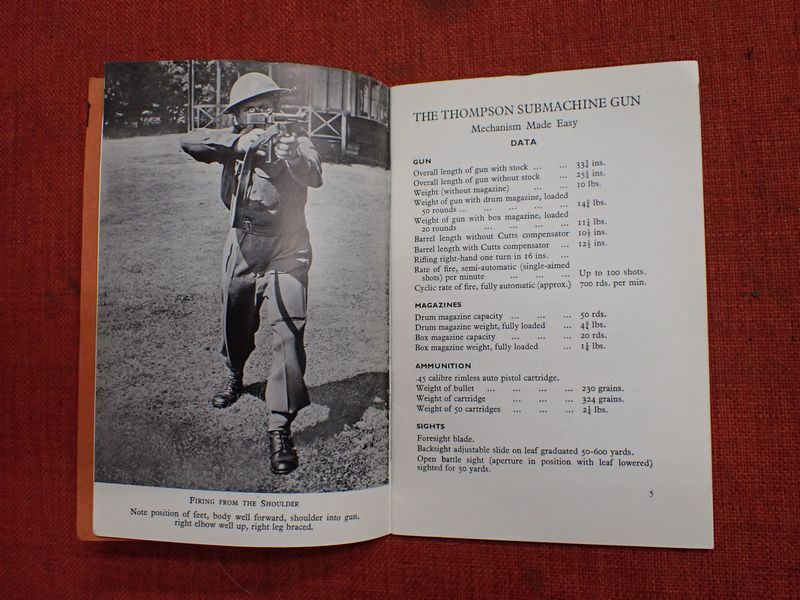 FIRING FROM THE SHOULDER
Note position of feet, body well forward, shoulder into gun,
right elbow well up, right leg braced.
THE THOMPSON SUBMACHINE GUN
Mechanism Made Easy
DATA
GUN
Overall length of gun with stock ... ... 33¾ ins.
Overall length of gun without stock ... 25¼ ins.
Weight (without magazine) ... ... 10 lbs.
Weight of gun with drum magazine, loaded
50 rounds ... ... ... ... ... 14¾ lbs.
Weight of gun with box magazine, loaded
20 rounds ... ... ... ... 11¼ lbs.
Barrel length without Cutts compensator 10½ ins.
Barrel length with Cutts compensator ... 12½ ins.
Rifling right-hand one turn in 16 ins. ...
Rate of fire, semi-automatic (single-aimed
shots) per minute ... ... ... Up to 100 shots.
Cyclic rate of fire, fully automatic (approx.) 700 rds. per min.
MAGAZINES
Drum magazine capacity ... ... ... 50 rds.
Drum magazine weight, fully loaded ... 4¾ lbs.
Box magazine capacity ... ... ... 20 rds.
Box magazine weight, fully loaded ... 1¼ lbs.
AMMUNITION
.45 calibre rimless auto pistol cartridge.
Weight of bullet ... ... ... ... 230 grains.
Weight of cartridge ... ... ... 324 grains.
Weight of 50 cartridges ... ... ... 2¼ lbs.
SIGHTS
Foresight blade.
Backsight adjustable slide on leaf graduated 50-600 yards.
Open battle sight (aperture in position with leaf lowered)
sighted for 50 yards.
5